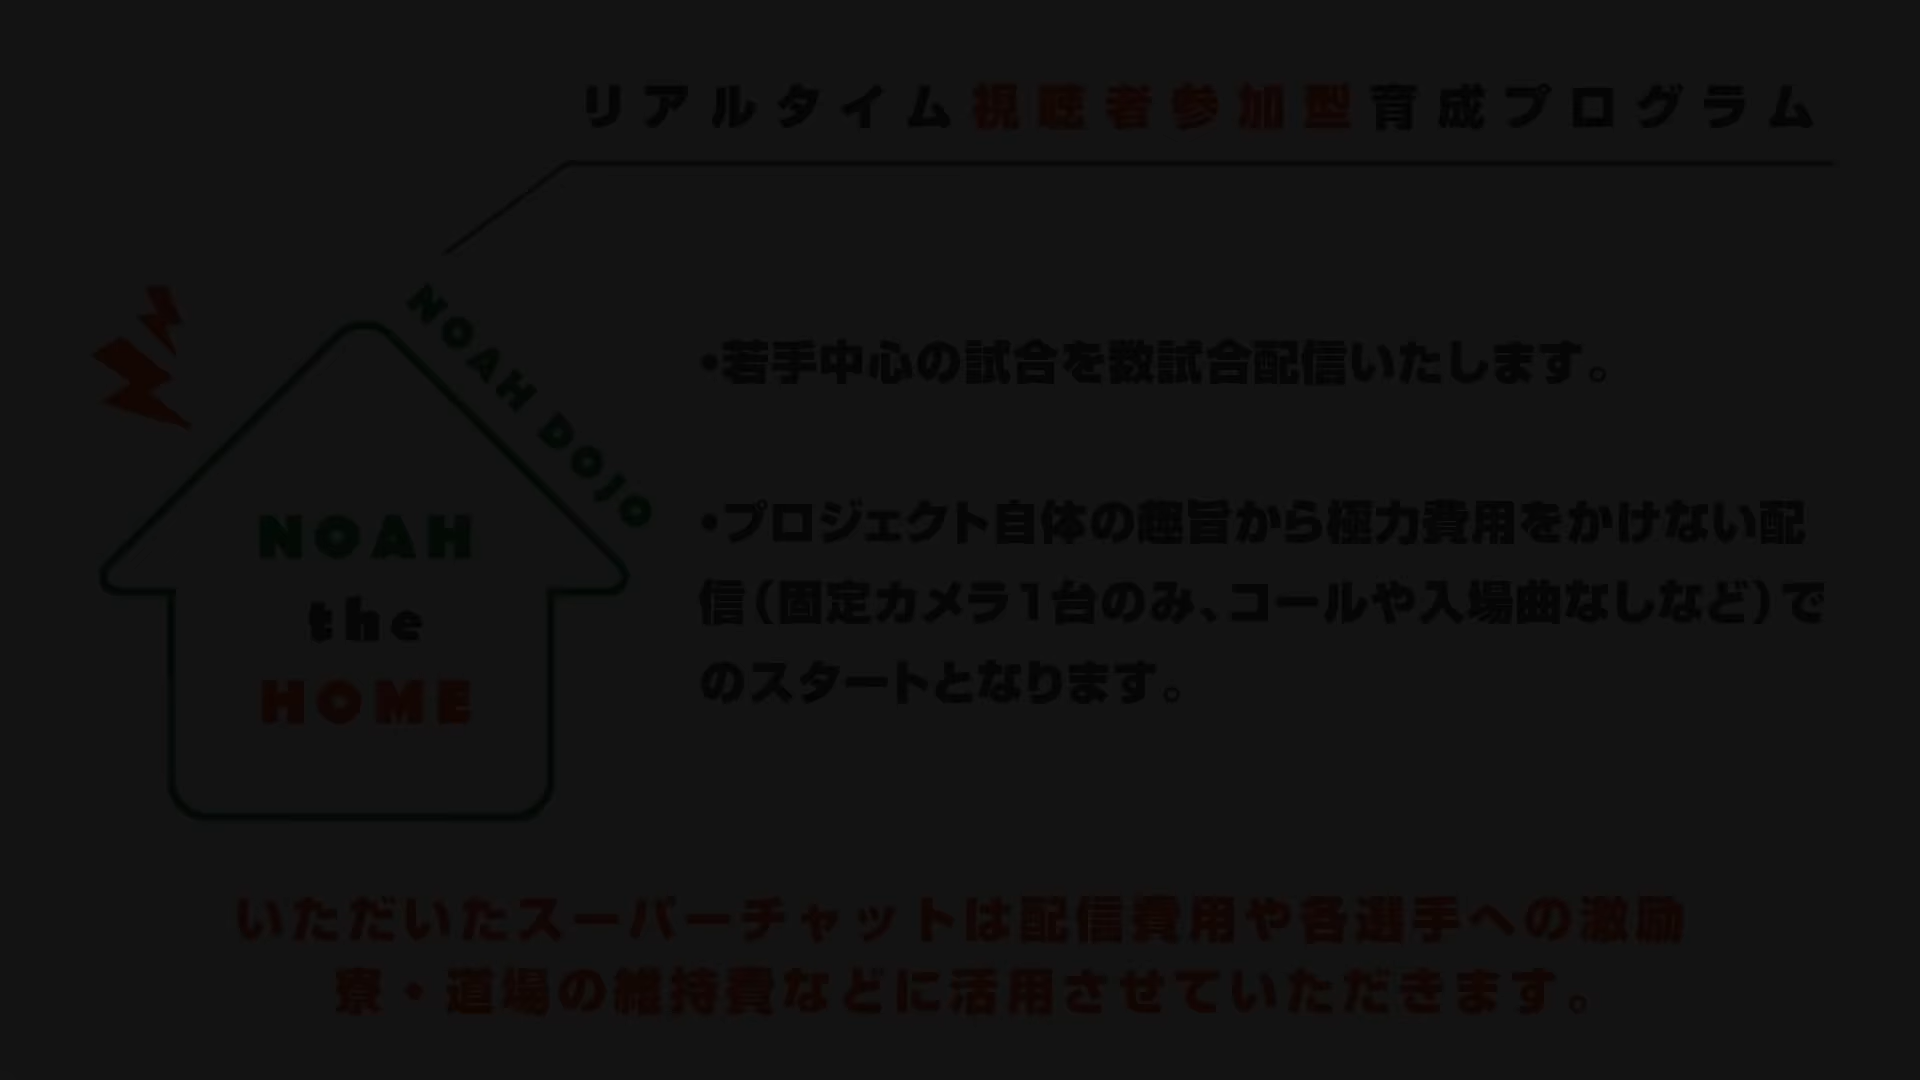 リアルタイム視聴者参加型育成プログラム
NOAH DOJO
NOAH
the
HOME
•若手中心の試合を数試合配信いたします。
•プロジェクト自体の趣旨から極力費用をかけない配
信(固定カメラ1台のみ、コールや入場曲なしなど)で
のスタートとなります。
いただいたスーパーチャットは配信費用や各選手への激励
寮・道場の維持費などに活用させていただきます。